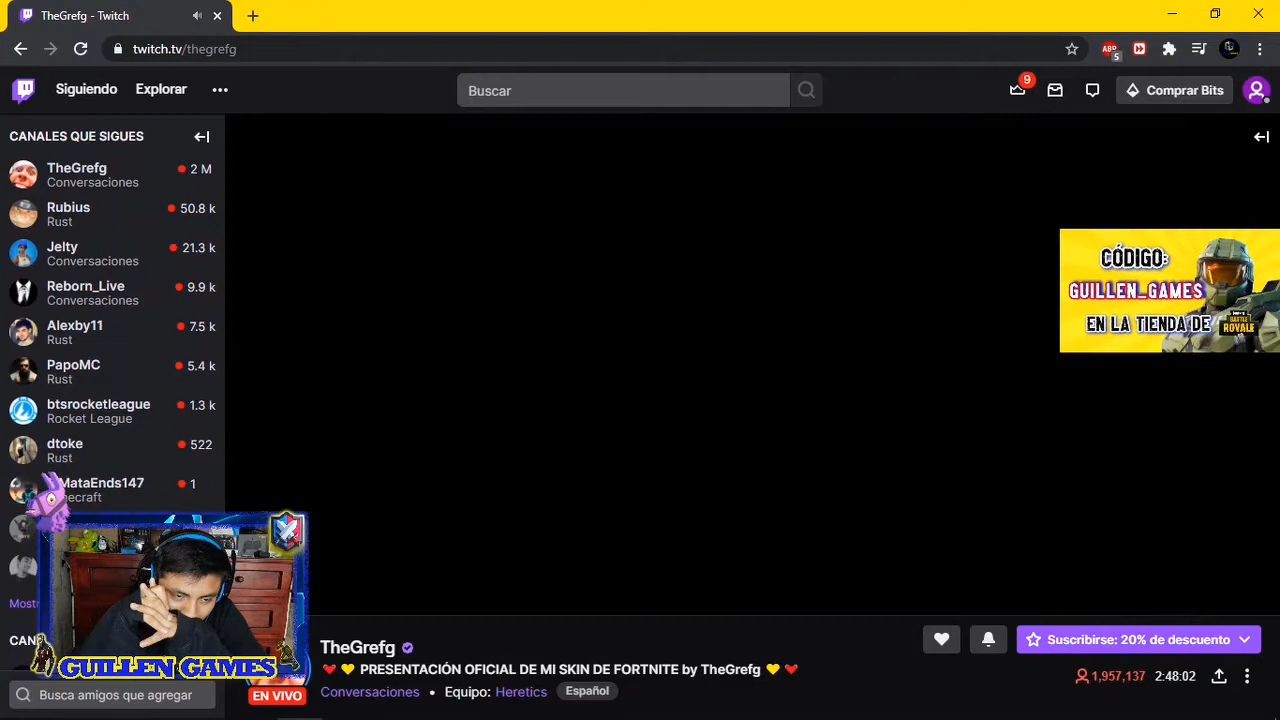 TheGrefg - Twitch
twitch.tv/thegrefg
ABP
5
Siguiendo
Explorar
Buscar
9
Comprar Bits
CANALES QUE SIGUES
TheGrefg
2 M
Conversaciones
Rubius
50.8 k
Rust
Jelty
21.3 k
Conversaciones
Reborn_Live
9.9 k
Conversaciones
Alexby11
7.5 k
Rust
PapoMC
5.4 k
Rust
btsrocketleague
1.3 k
Rocket League
dtoke
522
Rust
MataEnds147
1
CÓDIGO:
GUILLEN_GAMES
EN LA TIENDA DE
BATTLE
ROYALE
GUILLEN GAMES
Busca amigos que agregar
EN VIVO
TheGrefg
PRESENTACIÓN OFICIAL DE MI SKIN DE FORTNITE by TheGrefg
Conversaciones • Equipo: Heretics Español
Suscribirse: 20% de descuento
1,957,137
2:48:02